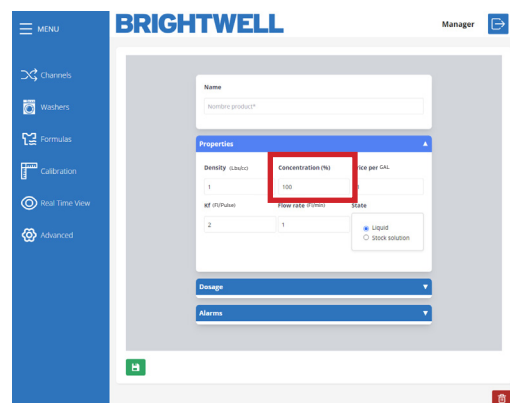 MENU
BRIGHTWELL
Manager
Channels
Washers
Formulas
Calibration
Real Time View
Advanced
Name
Nombre product*
Properties
Density (Lbs/cc) Concentration (%) rice per GAL
1 100
Kf (Fl/Pulse) Flow rate (Fl/min) State
2 1
Liquid
Stock solution
Dosage
Alarms